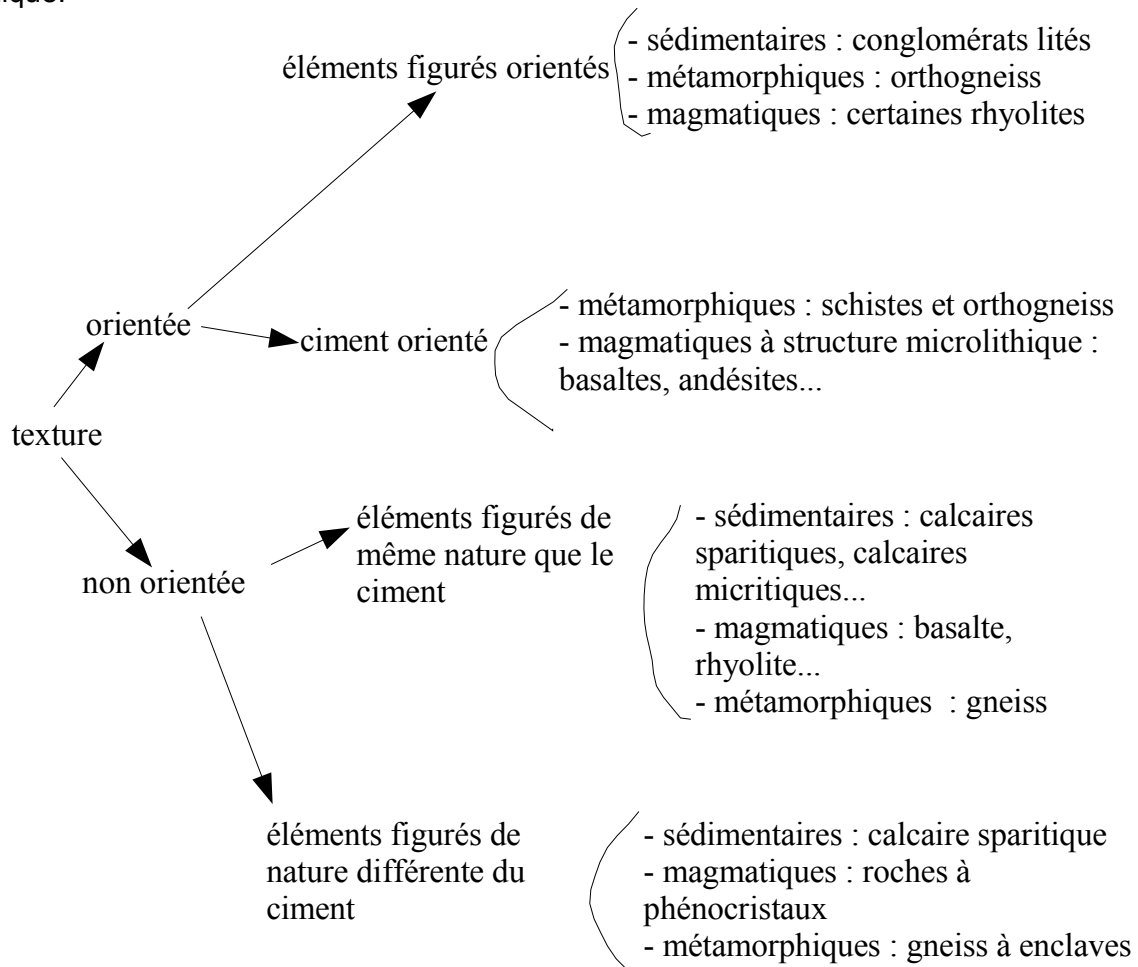 éléments figurés orientés
- sédimentaires : conglomérats lités
- métamorphiques : orthogneiss
- magmatiques : certaines rhyolites
orientée
ciment orienté
- métamorphiques : schistes et orthogneiss
- magmatiques à structure microlithique :
basaltes, andésites...
texture
non orientée
éléments figurés de
même nature que le
ciment
- sédimentaires : calcaires
sparitiques, calcaires
micritiques...
- magmatiques : basalte,
rhyolite...
- métamorphiques  : gneiss
éléments figurés de
nature différente du
ciment
- sédimentaires : calcaire sparitique
- magmatiques : roches à
phénocristaux
- métamorphiques : gneiss à enclaves